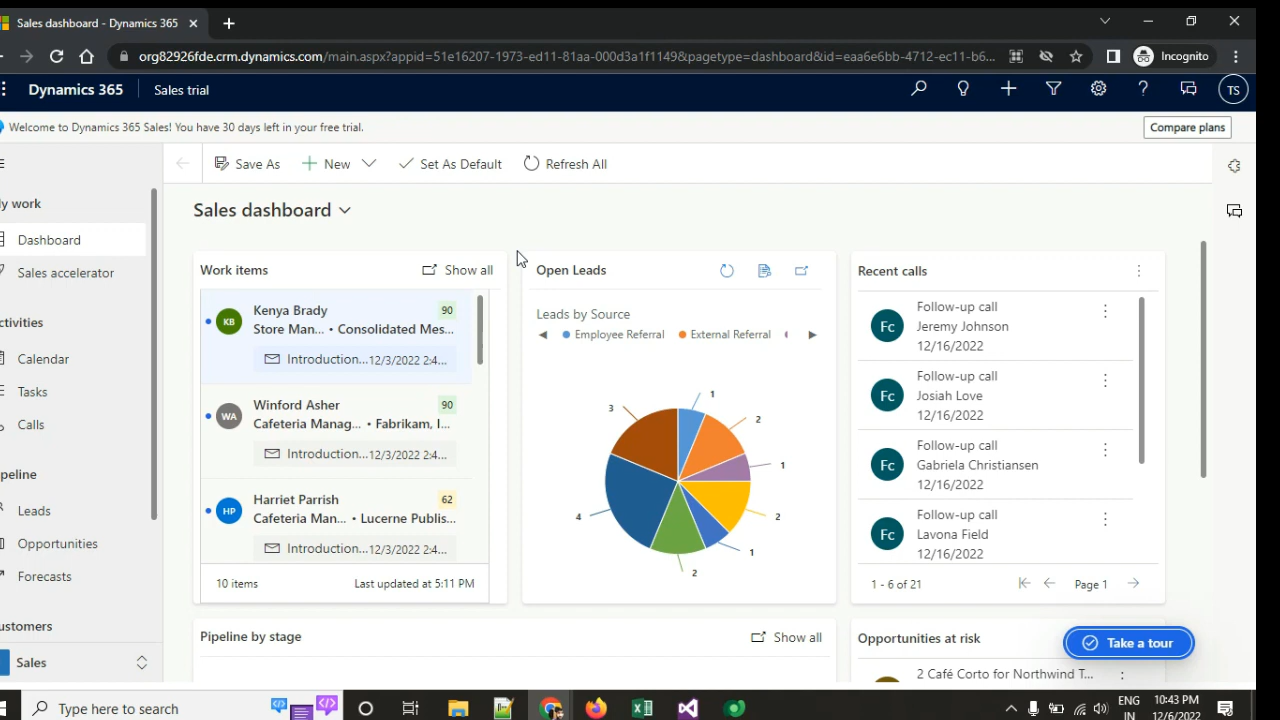 Sales dashboard - Dynamics 365
org82926fde.crm.dynamics.com/main.aspx?appid=51e16207-1973-ed11-81aa-000d3a1f1149&pagetype=dashboard&id=eaa6e6bb-4712-ec11-b6...
Incognito
Dynamics 365
Sales trial
TS
Welcome to Dynamics 365 Sales! You have 30 days left in your free trial.
Compare plans
Save As
New
Set As Default
Refresh All
y work
Dashboard
Sales accelerator
ctivities
Calendar
Tasks
Calls
ipeline
Leads
Opportunities
Forecasts
ustomers
Sales
Sales dashboard
Work items
Show all
KB
Kenya Brady
90
Store Man... • Consolidated Mes...
Introduction... 12/3/2022 2:4...
WA
Winford Asher
90
Cafeteria Manag... • Fabrikam, I...
Introduction... 12/3/2022 2:4...
HP
Harriet Parrish
62
Cafeteria Man... • Lucerne Publis...
Introduction... 12/3/2022 2:4...
10 items
Last updated at 5:11 PM
Open Leads
Leads by Source
Employee Referral
External Referral
1
2
1
2
1
2
4
3
Recent calls
Fc
Follow-up call
Jeremy Johnson
12/16/2022
Fc
Follow-up call
Josiah Love
12/16/2022
Fc
Follow-up call
Gabriela Christiansen
12/16/2022
Fc
Follow-up call
Lavona Field
12/16/2022
1 - 6 of 21
Page 1
Pipeline by stage
Show all
Opportunities at risk
2 Café Corto for Northwind T...
Take a tour
Type here to search
ENG
IN
10:43 PM
12/6/2022